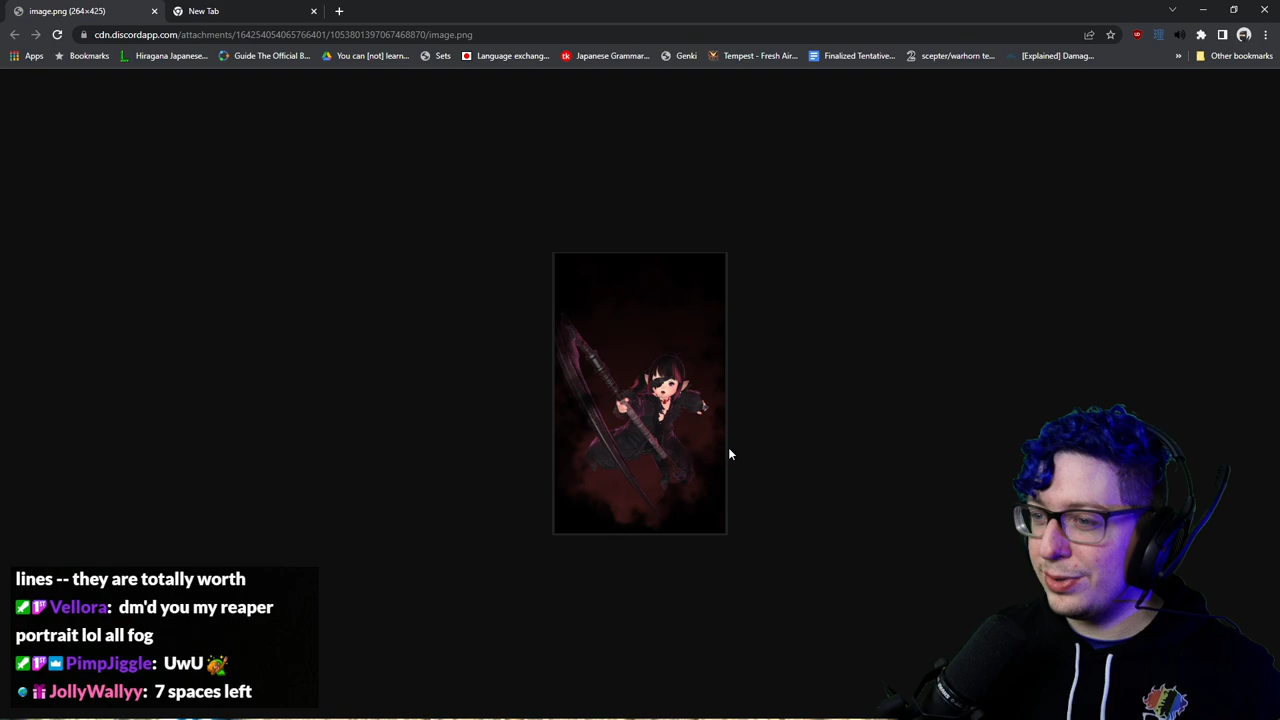 image.png (264×425)
New Tab
cdn.discordapp.com/attachments/164254054065766401/1053801397067468870/image.png
Apps
Bookmarks
Hiragana Japanese...
Guide The Official B...
You can [not] learn...
Sets
Language exchang...
Japanese Grammar...
Genki
Tempest - Fresh Air...
Finalized Tentative...
scepter/warhorn te...
[Explained] Damag...
»
Other bookmarks
lines -- they are totally worth
Vellora: dm'd you my reaper
portrait lol all fog
PimpJiggle: UwU
JollyWallyy: 7 spaces left